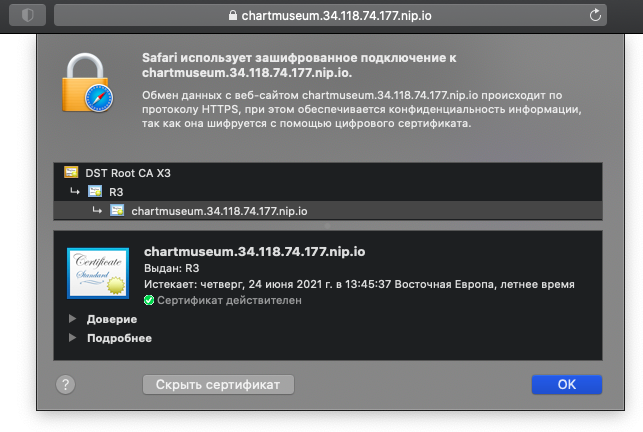 chartmuseum.34.118.74.177.nip.io
Safari использует зашифрованное подключение к
chartmuseum.34.118.74.177.nip.io.
Обмен данных с веб-сайтом chartmuseum.34.118.74.177.nip.io происходит по
протоколу HTTPS, при этом обеспечивается конфиденциальность информации,
так как она шифруется с помощью цифрового сертификата.
DST Root CA X3
R3
chartmuseum.34.118.74.177.nip.io
Certificate
Standard
chartmuseum.34.118.74.177.nip.io
Выдан: R3
Истекает: четверг, 24 июня 2021 г. в 13:45:37 Восточная Европа, летнее время
Сертификат действителен
Доверие
Подробнее
?
Скрыть сертификат
OK